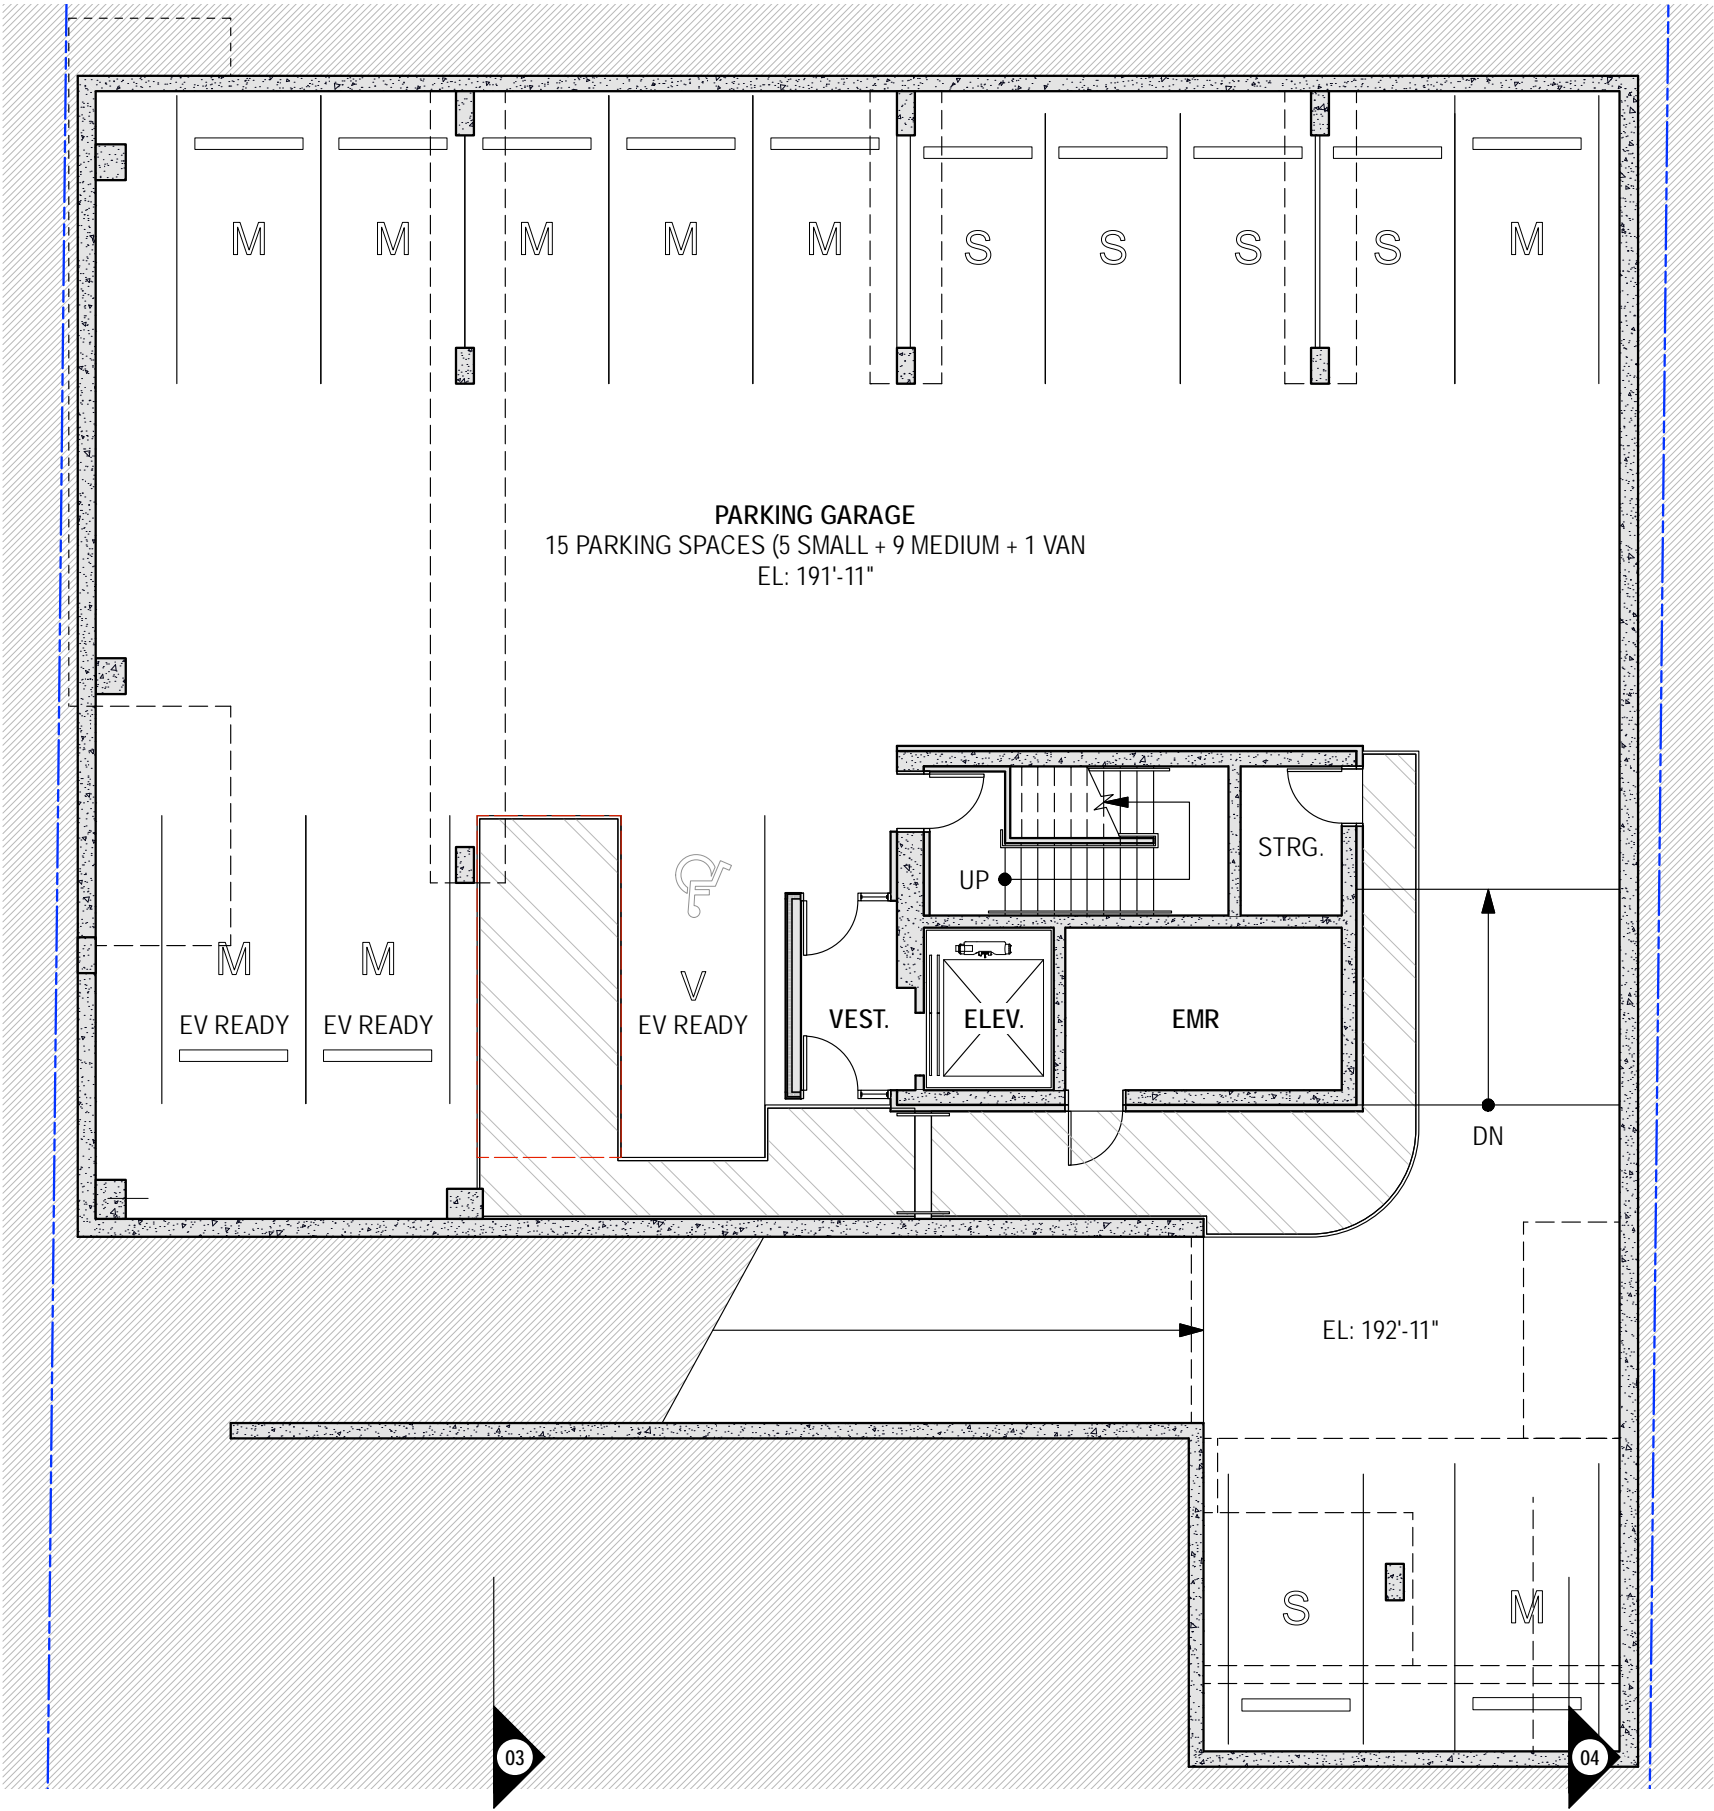 M M M M M S S S S M
PARKING GARAGE
15 PARKING SPACES (5 SMALL + 9 MEDIUM + 1 VAN
EL: 191'-11"
STRG.
UP
M M V
EV READY EV READY EV READY
VEST. ELEV. EMR
DN
EL: 192'-11"
S M
03 04